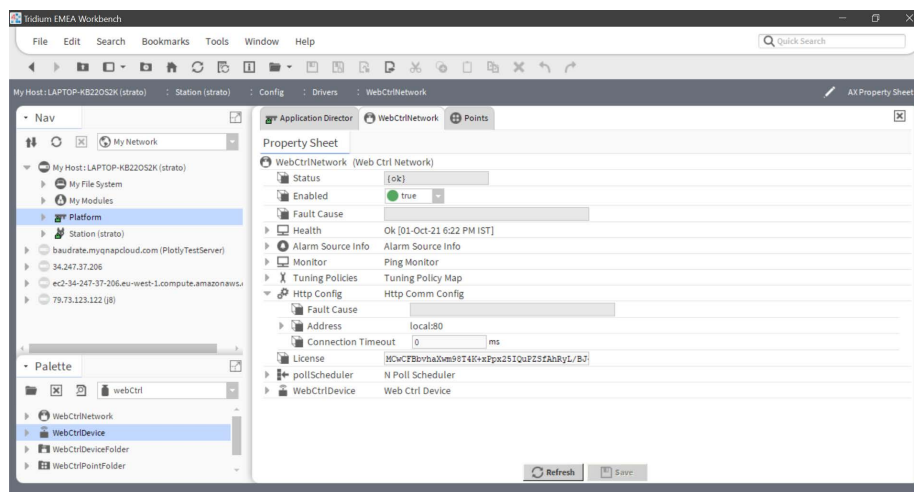 Tridium EMEA Workbench
File Edit Search Bookmarks Tools Window Help
Quick Search
My Host : LAPTOP-KB22OS2K (strato) : Station (strato) : Config : Drivers : WebCtrlNetwork
AX Property Sheet
Nav
My Network
My Host : LAPTOP-KB22OS2K (strato)
My File System
My Modules
Platform
Station (strato)
baudrate.myqnapcloud.com (PlotlyTestServer)
34.247.37.206
ec2-34-247-37-206.eu-west-1.compute.amazonaws.
79.73.123.122 (j8)
Palette
webCtrl
WebCtrlNetwork
WebCtrlDevice
WebCtrlDeviceFolder
WebCtrlPointFolder
Application Director WebCtrlNetwork Points
Property Sheet
WebCtrlNetwork (Web Ctrl Network)
Status {ok}
Enabled true
Fault Cause
Health Ok [01-Oct-21 6:22 PM IST]
Alarm Source Info Alarm Source Info
Monitor Ping Monitor
Tuning Policies Tuning Policy Map
Http Config Http Comm Config
Fault Cause
Address local:80
Connection Timeout 0 ms
License MCwCFBbvhaXwm98T4K+xPpx25IQuPZSfAhRyL/BJ
pollScheduler N Poll Scheduler
WebCtrlDevice Web Ctrl Device
Refresh Save